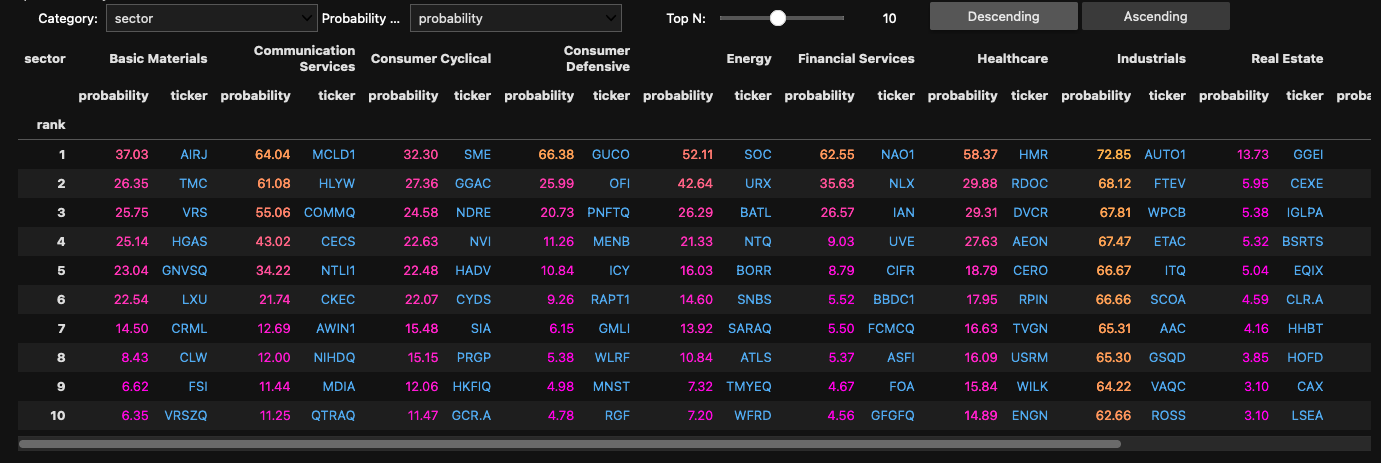 Category: sector Probability ... probability Top N: 10 Descending Ascending
sector Basic Materials Communication Services Consumer Cyclical Consumer Defensive Energy Financial Services Healthcare Industrials Real Estate
probability ticker probability ticker probability ticker probability ticker probability ticker probability ticker probability ticker probability ticker probability ticker proba
rank
1 37.03 AIRJ 64.04 MCLD1 32.30 SME 66.38 GUCO 52.11 SOC 62.55 NAO1 58.37 HMR 72.85 AUTO1 13.73 GGEI
2 26.35 TMC 61.08 HLYW 27.36 GGAC 25.99 OFI 42.64 URX 35.63 NLX 29.88 RDOC 68.12 FTEV 5.95 CEXE
3 25.75 VRS 55.06 COMMQ 24.58 NDRE 20.73 PNFTQ 26.29 BATL 26.57 IAN 29.31 DVCR 67.81 WPCB 5.38 IGLPA
4 25.14 HGAS 43.02 CECS 22.63 NVI 11.26 MENB 21.33 NTQ 9.03 UVE 27.63 AEON 67.47 ETAC 5.32 BSRTS
5 23.04 GNVSQ 34.22 NTLI1 22.48 HADV 10.84 ICY 16.03 BORR 8.79 CIFR 18.79 CERO 66.67 ITQ 5.04 EQIX
6 22.54 LXU 21.74 CKEC 22.07 CYDS 9.26 RAPT1 14.60 SNBS 5.52 BBDC1 17.95 RPIN 66.66 SCOA 4.59 CLR.A
7 14.50 CRML 12.69 AWIN1 15.48 SIA 6.15 GMLI 13.92 SARAQ 5.50 FCMCQ 16.63 TVGN 65.31 AAC 4.16 HHBT
8 8.43 CLW 12.00 NIHDQ 15.15 PRGP 5.38 WLRF 10.84 ATLS 5.37 ASFI 16.09 USRM 65.30 GSQD 3.85 HOFD
9 6.62 FSI 11.44 MDIA 12.06 HKFIQ 4.98 MNST 7.32 TMYEQ 4.67 FOA 15.84 WILK 64.22 VAQC 3.10 CAX
10 6.35 VRSZQ 11.25 QTRAQ 11.47 GCR.A 4.78 RGF 7.20 WFRD 4.56 GFGFQ 14.89 ENGN 62.66 ROSS 3.10 LSEA